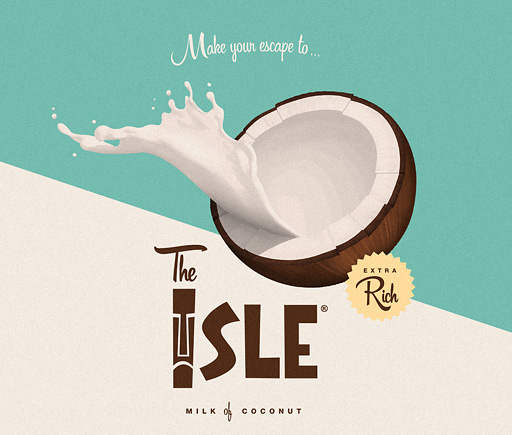 Make your escape to...
EXTRA
Rich
The
ISLE®
MILK of COCONUT